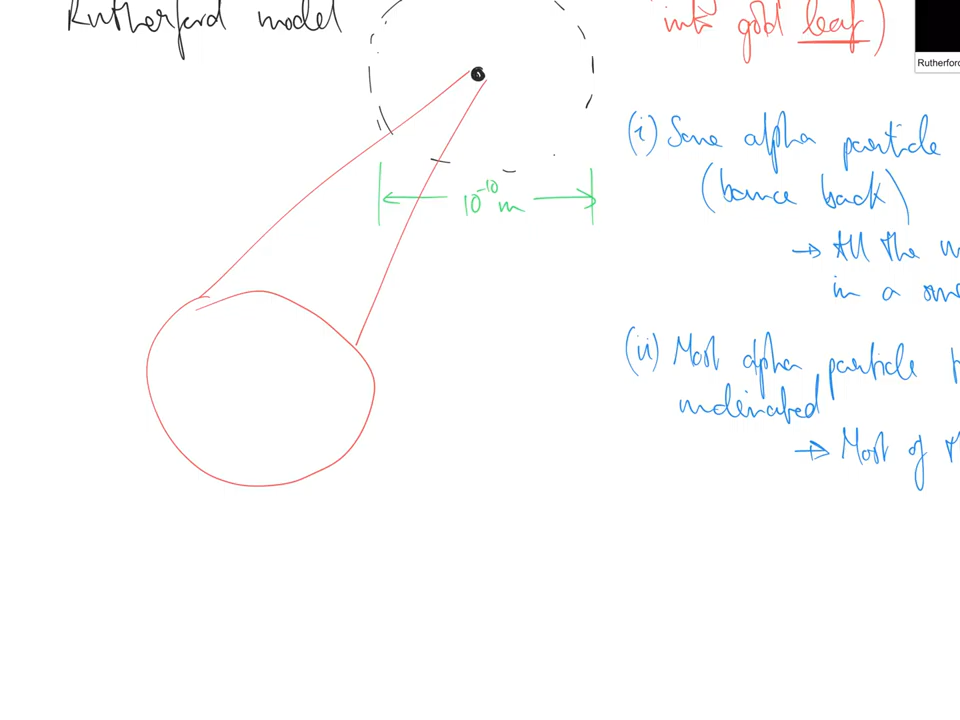 Rutherford model
into gold leaf)
Rutherford
(i) Some alpha particle
(bounce back)
→ All the
in a
10⁻¹⁰ m
(ii) Most alpha particle
undeviated
→ Most of